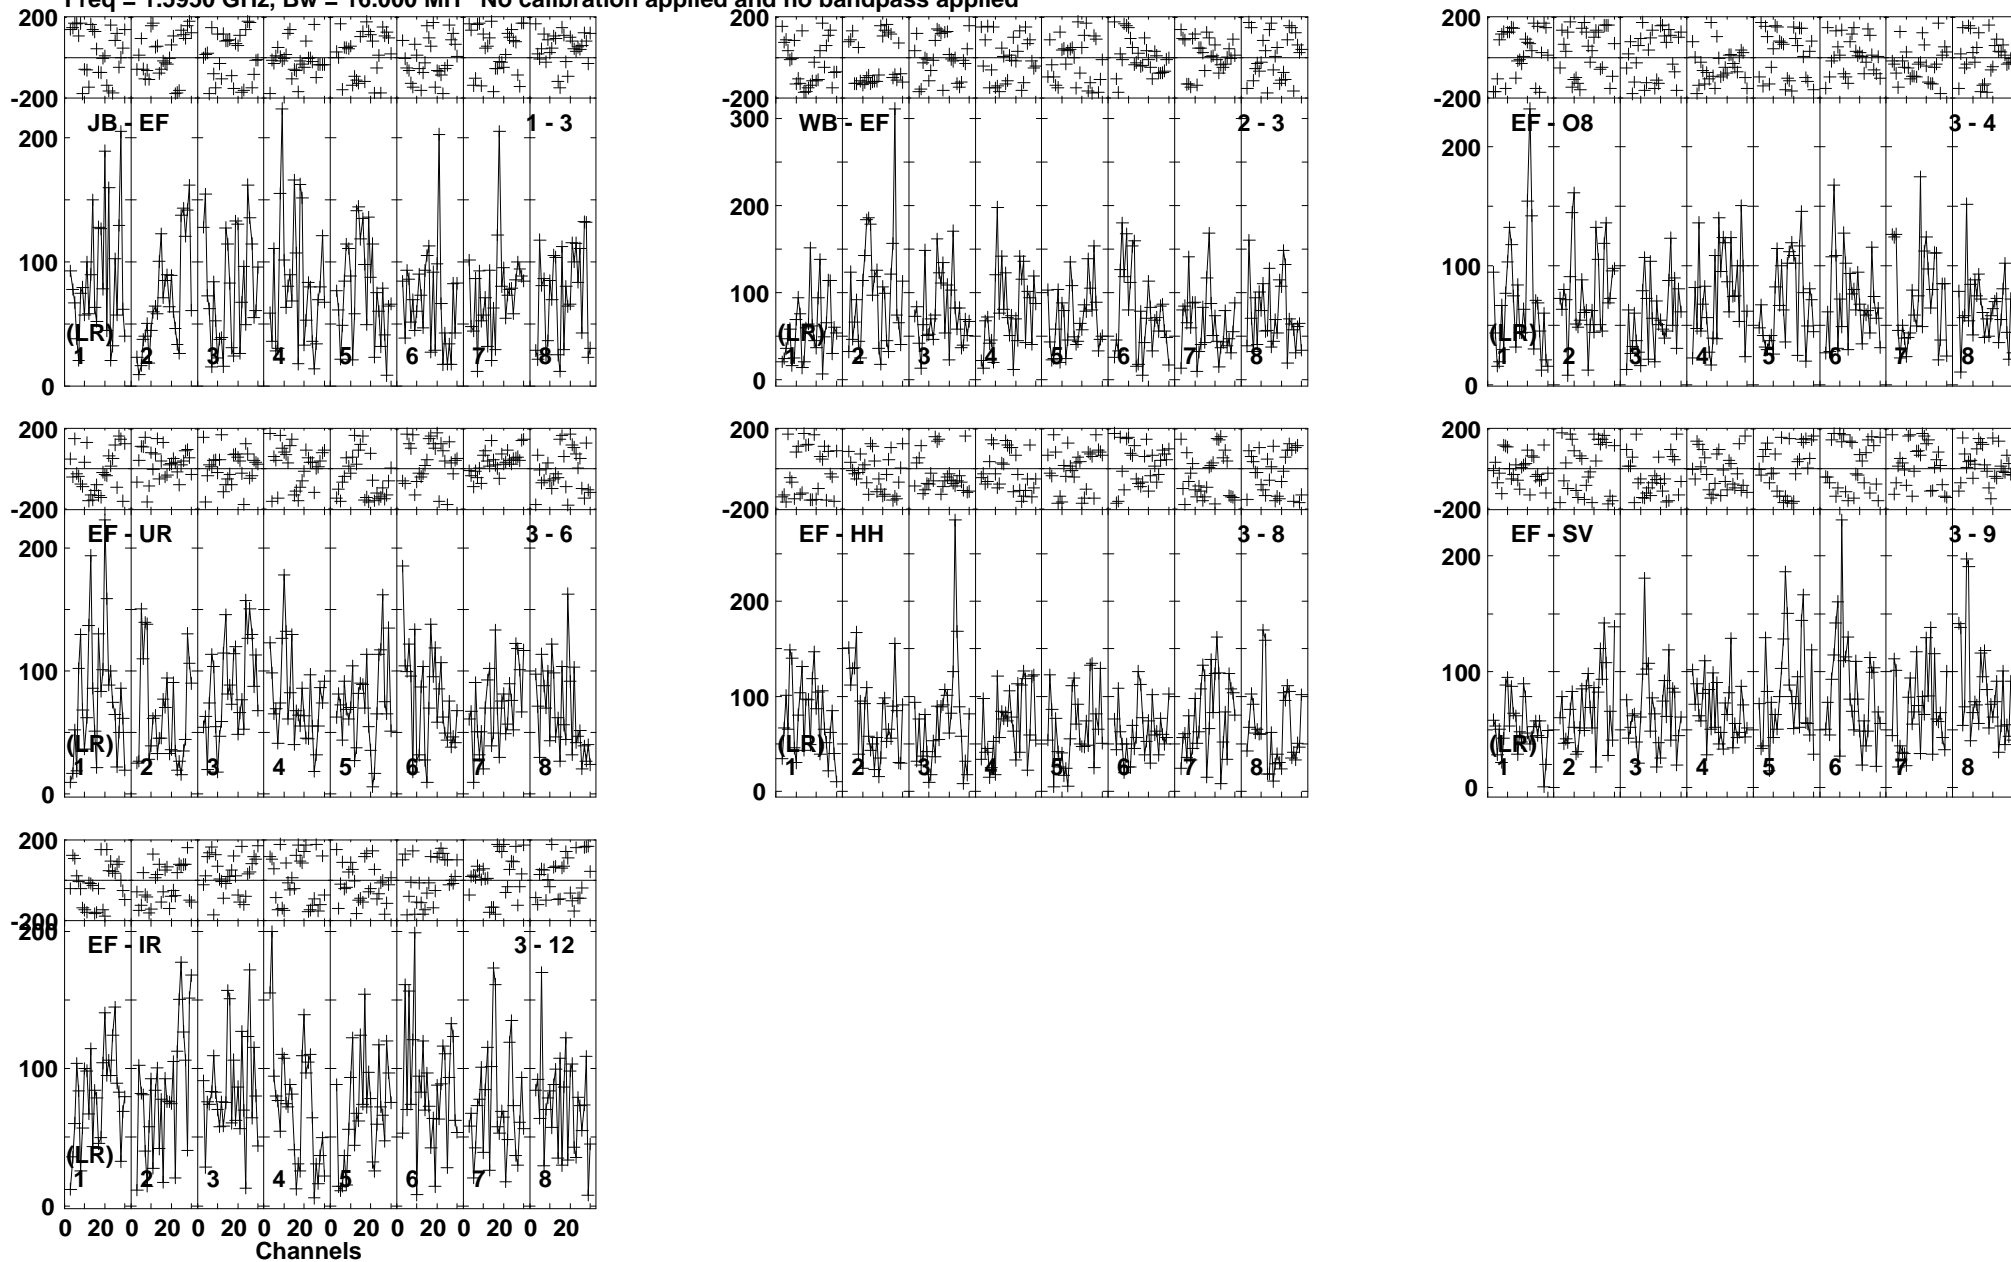 Freq = 1.5950 GHz, Bw = 16.000 MH No calibration applied and no bandpass applied
200 200 200
-200 -200 -200
JB - EF 1 - 3 WB - EF 2 - 3 EF - O8 3 - 4
200 300 200
100 200 100
(LR) 100 (LR)
1 2 3 4 5 6 7 8 (LR) 1 2 3 4 5 6 7 8
0 1 2 3 4 5 6 7 8 0
0
200 200 200
-200 -200 -200
EF - UR 3 - 6 EF - HH 3 - 8 EF - SV 3 - 9
200 200 200
100 100 100
(LR) (LR) (LR)
1 2 3 4 5 6 7 8 1 2 3 4 5 6 7 8 1 2 3 4 5 6 7 8
0 0 0
200
-200
200
EF - IR 3 - 12
100
(LR)
1 2 3 4 5 6 7 8
0
0 20 0 20 0 20 0 20 0 20 0 20 0 20 0 20
Channels